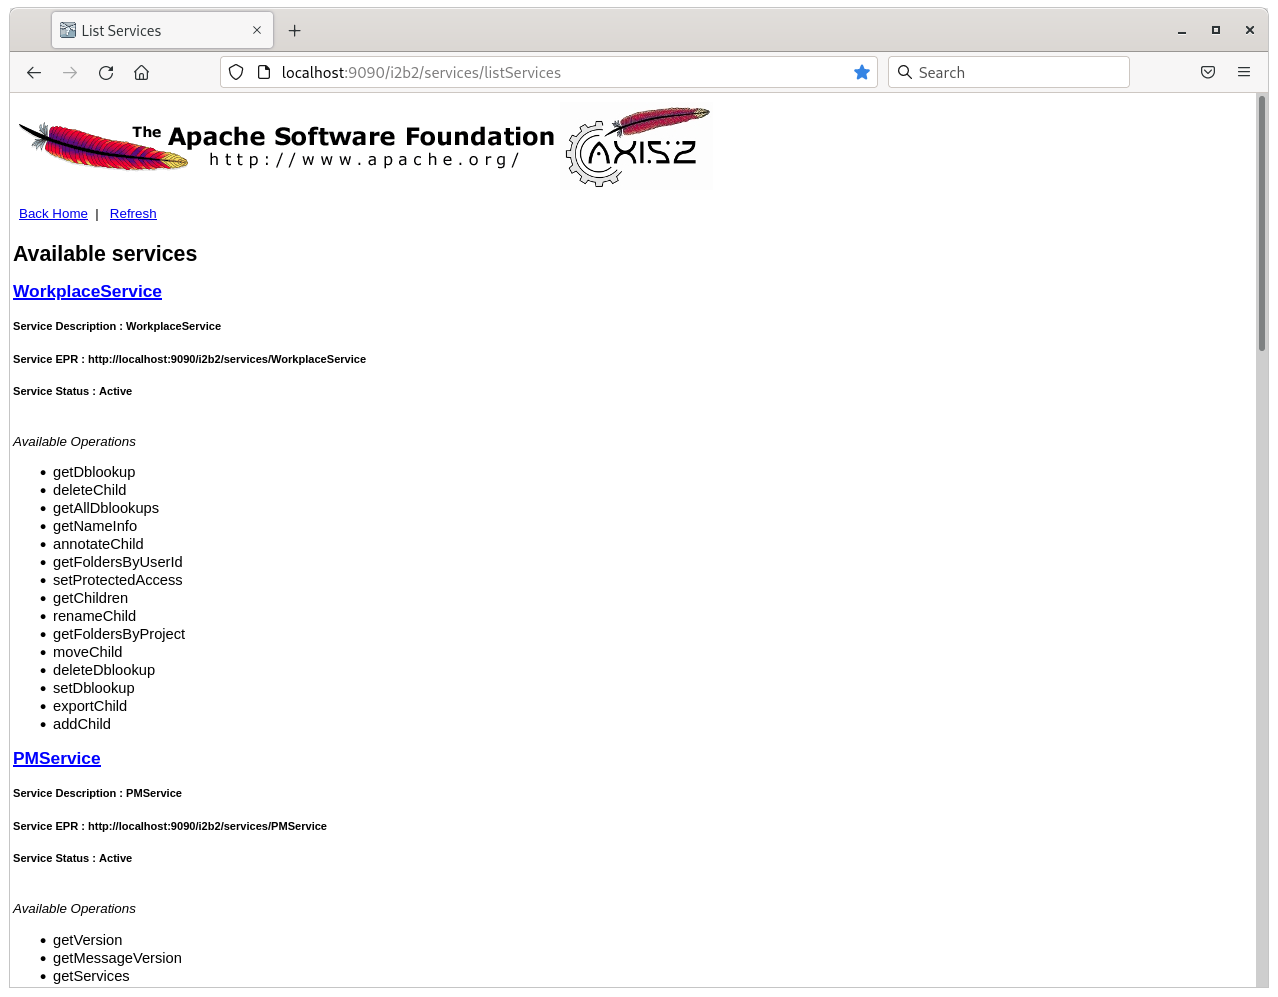 List Services
localhost:9090/i2b2/services/listServices
Search
The Apache Software Foundation
http://www.apache.org/
AXIS2
Back Home | Refresh
Available services
WorkplaceService
Service Description : WorkplaceService
Service EPR : http://localhost:9090/i2b2/services/WorkplaceService
Service Status : Active
Available Operations
• getDblookup
• deleteChild
• getAllDblookups
• getNameInfo
• annotateChild
• getFoldersByUserId
• setProtectedAccess
• getChildren
• renameChild
• getFoldersByProject
• moveChild
• deleteDblookup
• setDblookup
• exportChild
• addChild
PMService
Service Description : PMService
Service EPR : http://localhost:9090/i2b2/services/PMService
Service Status : Active
Available Operations
• getVersion
• getMessageVersion
• getServices